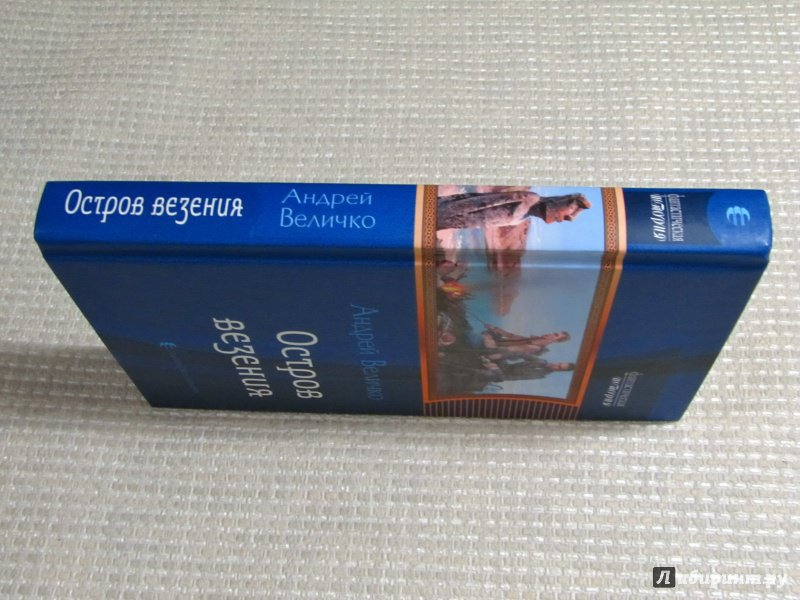 Остров везения
Андрей
Величко
фантастическая
история
Андрей Величко
Остров
везения
фантастическая
история
Лабиринт.ру